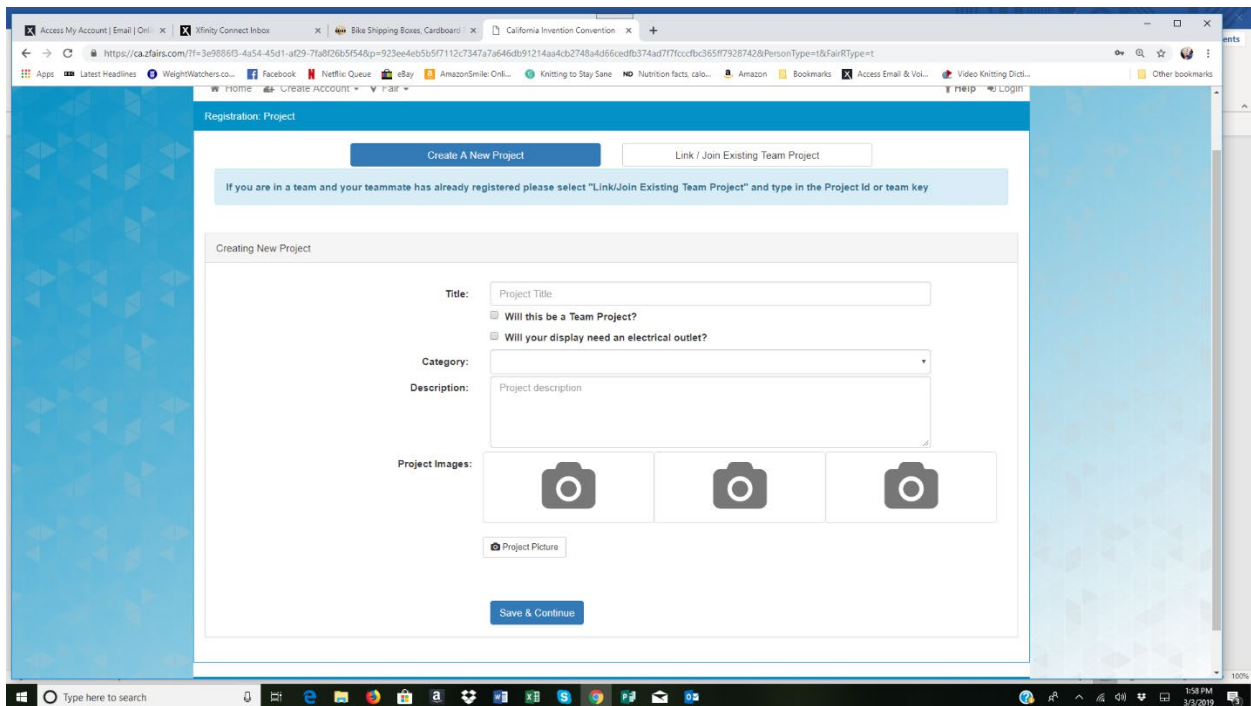 ents
Access My Account | Email | Onli
Xfinity Connect Inbox
Bike Shipping Boxes, Cardboard
California Invention Convention
https://ca.zfairs.com/?f=3e9886f3-4a54-45d1-af29-7fa8f26b5f54&p=923ee4eb5b5f7112c7347a7a646db91214aa4cb2748a4d66cedfb374ad7f7fcccfbc365ff7928742&PersonType=t&FairRType=t
Apps Latest Headlines WeightWatchers.co... Facebook Netflic Queue eBay AmazonSmile: Onli... Knitting to Stay Sane ND Nutrition facts, calo... Amazon Bookmarks Access Email & Voi... Video Knitting Dicti... Other bookmarks
Home Create Account Fair Help Login
Registration: Project
Create A New Project
Link / Join Existing Team Project
If you are in a team and your teammate has already registered please select "Link/Join Existing Team Project" and type in the Project Id or team key
Creating New Project
Title: Project Title
Will this be a Team Project?
Will your display need an electrical outlet?
Category:
Description: Project description
Project Images:
Project Picture
Save & Continue
100%
Type here to search
1:58 PM
3/3/2019